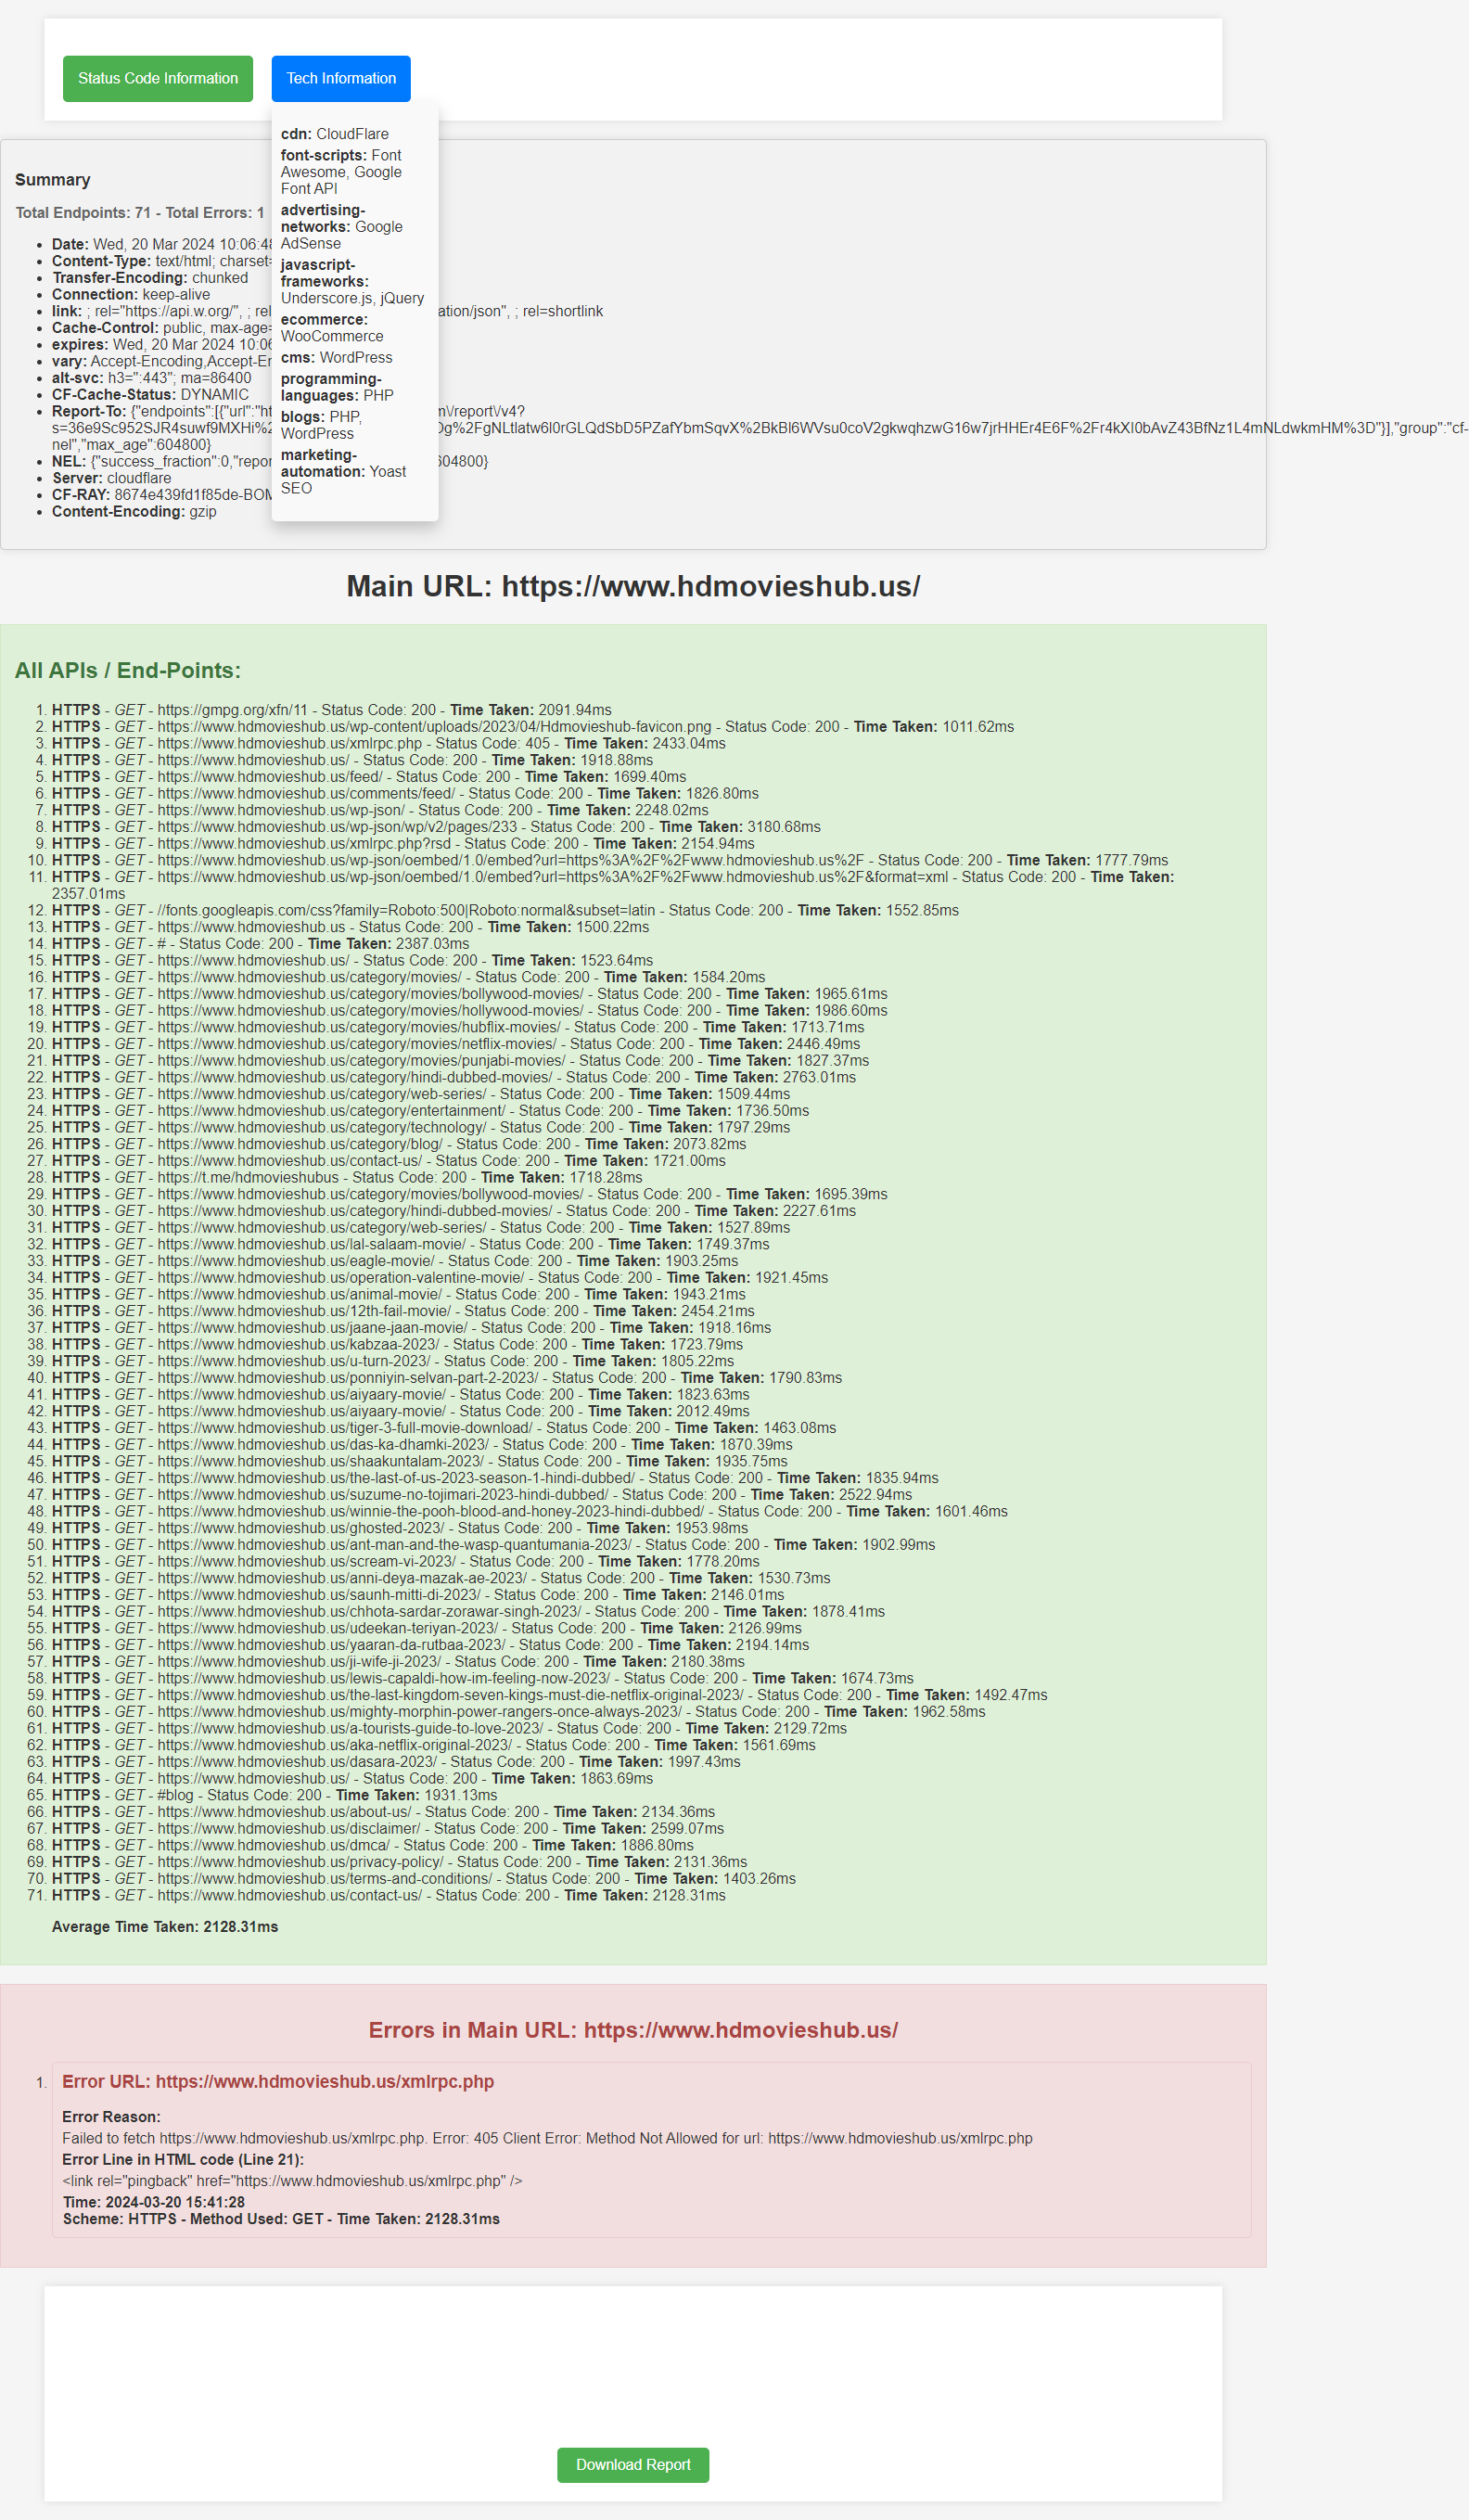 Status Code Information
Tech Information
cdn: CloudFlare
font-scripts: Font
Awesome, Google
Font API
advertising-
networks: Google
AdSense
javascript-
frameworks:
Underscore.js, jQuery
ecommerce:
WooCommerce
cms: WordPress
programming-
languages: PHP
blogs: PHP,
WordPress
marketing-
automation: Yoast
SEO
Summary
Total Endpoints: 71 - Total Errors: 1
• Date: Wed, 20 Mar 2024 10:06:48
• Content-Type: text/html; charset=
• Transfer-Encoding: chunked
• Connection: keep-alive
• link: ; rel="https://api.w.org/", ; rel ation/json", ; rel=shortlink
• Cache-Control: public, max-age=
• expires: Wed, 20 Mar 2024 10:06
• vary: Accept-Encoding,Accept-En
• alt-svc: h3=":443"; ma=86400
• CF-Cache-Status: DYNAMIC
• Report-To: {"endpoints":[{"url":"ht m\/report\/v4?
s=36e9Sc952SJR4suwf9MXHi%2 g%2FgNLtlatw6l0rGLQdSbD5PZafYbmSqvX%2BkBl6WVsu0coV2gkwqhzwG16w7jrHHEr4E6F%2Fr4kXI0bAvZ43BfNz1L4mNLdwkmHM%3D"}],"group":"cf-
nel","max_age":604800}
• NEL: {"success_fraction":0,"repor 604800}
• Server: cloudflare
• CF-RAY: 8674e439fd1f85de-BOM
• Content-Encoding: gzip
Main URL: https://www.hdmovieshub.us/
All APIs / End-Points:
1. HTTPS - GET - https://gmpg.org/xfn/11 - Status Code: 200 - Time Taken: 2091.94ms
2. HTTPS - GET - https://www.hdmovieshub.us/wp-content/uploads/2023/04/Hdmovieshub-favicon.png - Status Code: 200 - Time Taken: 1011.62ms
3. HTTPS - GET - https://www.hdmovieshub.us/xmlrpc.php - Status Code: 405 - Time Taken: 2433.04ms
4. HTTPS - GET - https://www.hdmovieshub.us/ - Status Code: 200 - Time Taken: 1918.88ms
5. HTTPS - GET - https://www.hdmovieshub.us/feed/ - Status Code: 200 - Time Taken: 1699.40ms
6. HTTPS - GET - https://www.hdmovieshub.us/comments/feed/ - Status Code: 200 - Time Taken: 1826.80ms
7. HTTPS - GET - https://www.hdmovieshub.us/wp-json/ - Status Code: 200 - Time Taken: 2248.02ms
8. HTTPS - GET - https://www.hdmovieshub.us/wp-json/wp/v2/pages/233 - Status Code: 200 - Time Taken: 3180.68ms
9. HTTPS - GET - https://www.hdmovieshub.us/xmlrpc.php?rsd - Status Code: 200 - Time Taken: 2154.94ms
10. HTTPS - GET - https://www.hdmovieshub.us/wp-json/oembed/1.0/embed?url=https%3A%2F%2Fwww.hdmovieshub.us%2F - Status Code: 200 - Time Taken: 1777.79ms
11. HTTPS - GET - https://www.hdmovieshub.us/wp-json/oembed/1.0/embed?url=https%3A%2F%2Fwww.hdmovieshub.us%2F&format=xml - Status Code: 200 - Time Taken:
2357.01ms
12. HTTPS - GET - //fonts.googleapis.com/css?family=Roboto:500|Roboto:normal&subset=latin - Status Code: 200 - Time Taken: 1552.85ms
13. HTTPS - GET - https://www.hdmovieshub.us - Status Code: 200 - Time Taken: 1500.22ms
14. HTTPS - GET - # - Status Code: 200 - Time Taken: 2387.03ms
15. HTTPS - GET - https://www.hdmovieshub.us/ - Status Code: 200 - Time Taken: 1523.64ms
16. HTTPS - GET - https://www.hdmovieshub.us/category/movies/ - Status Code: 200 - Time Taken: 1584.20ms
17. HTTPS - GET - https://www.hdmovieshub.us/category/movies/bollywood-movies/ - Status Code: 200 - Time Taken: 1965.61ms
18. HTTPS - GET - https://www.hdmovieshub.us/category/movies/hollywood-movies/ - Status Code: 200 - Time Taken: 1986.60ms
19. HTTPS - GET - https://www.hdmovieshub.us/category/movies/hubflix-movies/ - Status Code: 200 - Time Taken: 1713.71ms
20. HTTPS - GET - https://www.hdmovieshub.us/category/movies/netflix-movies/ - Status Code: 200 - Time Taken: 2446.49ms
21. HTTPS - GET - https://www.hdmovieshub.us/category/movies/punjabi-movies/ - Status Code: 200 - Time Taken: 1827.37ms
22. HTTPS - GET - https://www.hdmovieshub.us/category/hindi-dubbed-movies/ - Status Code: 200 - Time Taken: 2763.01ms
23. HTTPS - GET - https://www.hdmovieshub.us/category/web-series/ - Status Code: 200 - Time Taken: 1509.44ms
24. HTTPS - GET - https://www.hdmovieshub.us/category/entertainment/ - Status Code: 200 - Time Taken: 1736.50ms
25. HTTPS - GET - https://www.hdmovieshub.us/category/technology/ - Status Code: 200 - Time Taken: 1797.29ms
26. HTTPS - GET - https://www.hdmovieshub.us/category/blog/ - Status Code: 200 - Time Taken: 2073.82ms
27. HTTPS - GET - https://www.hdmovieshub.us/contact-us/ - Status Code: 200 - Time Taken: 1721.00ms
28. HTTPS - GET - https://t.me/hdmovieshubus - Status Code: 200 - Time Taken: 1718.28ms
29. HTTPS - GET - https://www.hdmovieshub.us/category/movies/bollywood-movies/ - Status Code: 200 - Time Taken: 1695.39ms
30. HTTPS - GET - https://www.hdmovieshub.us/category/hindi-dubbed-movies/ - Status Code: 200 - Time Taken: 2227.61ms
31. HTTPS - GET - https://www.hdmovieshub.us/category/web-series/ - Status Code: 200 - Time Taken: 1527.89ms
32. HTTPS - GET - https://www.hdmovieshub.us/lal-salaam-movie/ - Status Code: 200 - Time Taken: 1749.37ms
33. HTTPS - GET - https://www.hdmovieshub.us/eagle-movie/ - Status Code: 200 - Time Taken: 1903.25ms
34. HTTPS - GET - https://www.hdmovieshub.us/operation-valentine-movie/ - Status Code: 200 - Time Taken: 1921.45ms
35. HTTPS - GET - https://www.hdmovieshub.us/animal-movie/ - Status Code: 200 - Time Taken: 1943.21ms
36. HTTPS - GET - https://www.hdmovieshub.us/12th-fail-movie/ - Status Code: 200 - Time Taken: 2454.21ms
37. HTTPS - GET - https://www.hdmovieshub.us/jaane-jaan-movie/ - Status Code: 200 - Time Taken: 1918.16ms
38. HTTPS - GET - https://www.hdmovieshub.us/kabzaa-2023/ - Status Code: 200 - Time Taken: 1723.79ms
39. HTTPS - GET - https://www.hdmovieshub.us/u-turn-2023/ - Status Code: 200 - Time Taken: 1805.22ms
40. HTTPS - GET - https://www.hdmovieshub.us/ponniyin-selvan-part-2-2023/ - Status Code: 200 - Time Taken: 1790.83ms
41. HTTPS - GET - https://www.hdmovieshub.us/aiyaary-movie/ - Status Code: 200 - Time Taken: 1823.63ms
42. HTTPS - GET - https://www.hdmovieshub.us/aiyaary-movie/ - Status Code: 200 - Time Taken: 2012.49ms
43. HTTPS - GET - https://www.hdmovieshub.us/tiger-3-full-movie-download/ - Status Code: 200 - Time Taken: 1463.08ms
44. HTTPS - GET - https://www.hdmovieshub.us/das-ka-dhamki-2023/ - Status Code: 200 - Time Taken: 1870.39ms
45. HTTPS - GET - https://www.hdmovieshub.us/shaakuntalam-2023/ - Status Code: 200 - Time Taken: 1935.75ms
46. HTTPS - GET - https://www.hdmovieshub.us/the-last-of-us-2023-season-1-hindi-dubbed/ - Status Code: 200 - Time Taken: 1835.94ms
47. HTTPS - GET - https://www.hdmovieshub.us/suzume-no-tojimari-2023-hindi-dubbed/ - Status Code: 200 - Time Taken: 2522.94ms
48. HTTPS - GET - https://www.hdmovieshub.us/winnie-the-pooh-blood-and-honey-2023-hindi-dubbed/ - Status Code: 200 - Time Taken: 1601.46ms
49. HTTPS - GET - https://www.hdmovieshub.us/ghosted-2023/ - Status Code: 200 - Time Taken: 1953.98ms
50. HTTPS - GET - https://www.hdmovieshub.us/ant-man-and-the-wasp-quantumania-2023/ - Status Code: 200 - Time Taken: 1902.99ms
51. HTTPS - GET - https://www.hdmovieshub.us/scream-vi-2023/ - Status Code: 200 - Time Taken: 1778.20ms
52. HTTPS - GET - https://www.hdmovieshub.us/anni-deya-mazak-ae-2023/ - Status Code: 200 - Time Taken: 1530.73ms
53. HTTPS - GET - https://www.hdmovieshub.us/saunh-mitti-di-2023/ - Status Code: 200 - Time Taken: 2146.01ms
54. HTTPS - GET - https://www.hdmovieshub.us/chhota-sardar-zorawar-singh-2023/ - Status Code: 200 - Time Taken: 1878.41ms
55. HTTPS - GET - https://www.hdmovieshub.us/udeekan-teriyan-2023/ - Status Code: 200 - Time Taken: 2126.99ms
56. HTTPS - GET - https://www.hdmovieshub.us/yaaran-da-rutbaa-2023/ - Status Code: 200 - Time Taken: 2194.14ms
57. HTTPS - GET - https://www.hdmovieshub.us/ji-wife-ji-2023/ - Status Code: 200 - Time Taken: 2180.38ms
58. HTTPS - GET - https://www.hdmovieshub.us/lewis-capaldi-how-im-feeling-now-2023/ - Status Code: 200 - Time Taken: 1674.73ms
59. HTTPS - GET - https://www.hdmovieshub.us/the-last-kingdom-seven-kings-must-die-netflix-original-2023/ - Status Code: 200 - Time Taken: 1492.47ms
60. HTTPS - GET - https://www.hdmovieshub.us/mighty-morphin-power-rangers-once-always-2023/ - Status Code: 200 - Time Taken: 1962.58ms
61. HTTPS - GET - https://www.hdmovieshub.us/a-tourists-guide-to-love-2023/ - Status Code: 200 - Time Taken: 2129.72ms
62. HTTPS - GET - https://www.hdmovieshub.us/aka-netflix-original-2023/ - Status Code: 200 - Time Taken: 1561.69ms
63. HTTPS - GET - https://www.hdmovieshub.us/dasara-2023/ - Status Code: 200 - Time Taken: 1997.43ms
64. HTTPS - GET - https://www.hdmovieshub.us/ - Status Code: 200 - Time Taken: 1863.69ms
65. HTTPS - GET - #blog - Status Code: 200 - Time Taken: 1931.13ms
66. HTTPS - GET - https://www.hdmovieshub.us/about-us/ - Status Code: 200 - Time Taken: 2134.36ms
67. HTTPS - GET - https://www.hdmovieshub.us/disclaimer/ - Status Code: 200 - Time Taken: 2599.07ms
68. HTTPS - GET - https://www.hdmovieshub.us/dmca/ - Status Code: 200 - Time Taken: 1886.80ms
69. HTTPS - GET - https://www.hdmovieshub.us/privacy-policy/ - Status Code: 200 - Time Taken: 2131.36ms
70. HTTPS - GET - https://www.hdmovieshub.us/terms-and-conditions/ - Status Code: 200 - Time Taken: 1403.26ms
71. HTTPS - GET - https://www.hdmovieshub.us/contact-us/ - Status Code: 200 - Time Taken: 2128.31ms
Average Time Taken: 2128.31ms
Errors in Main URL: https://www.hdmovieshub.us/
1. Error URL: https://www.hdmovieshub.us/xmlrpc.php
Error Reason:
Failed to fetch https://www.hdmovieshub.us/xmlrpc.php. Error: 405 Client Error: Method Not Allowed for url: https://www.hdmovieshub.us/xmlrpc.php
Error Line in HTML code (Line 21):
<link rel="pingback" href="https://www.hdmovieshub.us/xmlrpc.php" />
Time: 2024-03-20 15:41:28
Scheme: HTTPS - Method Used: GET - Time Taken: 2128.31ms
Download Report